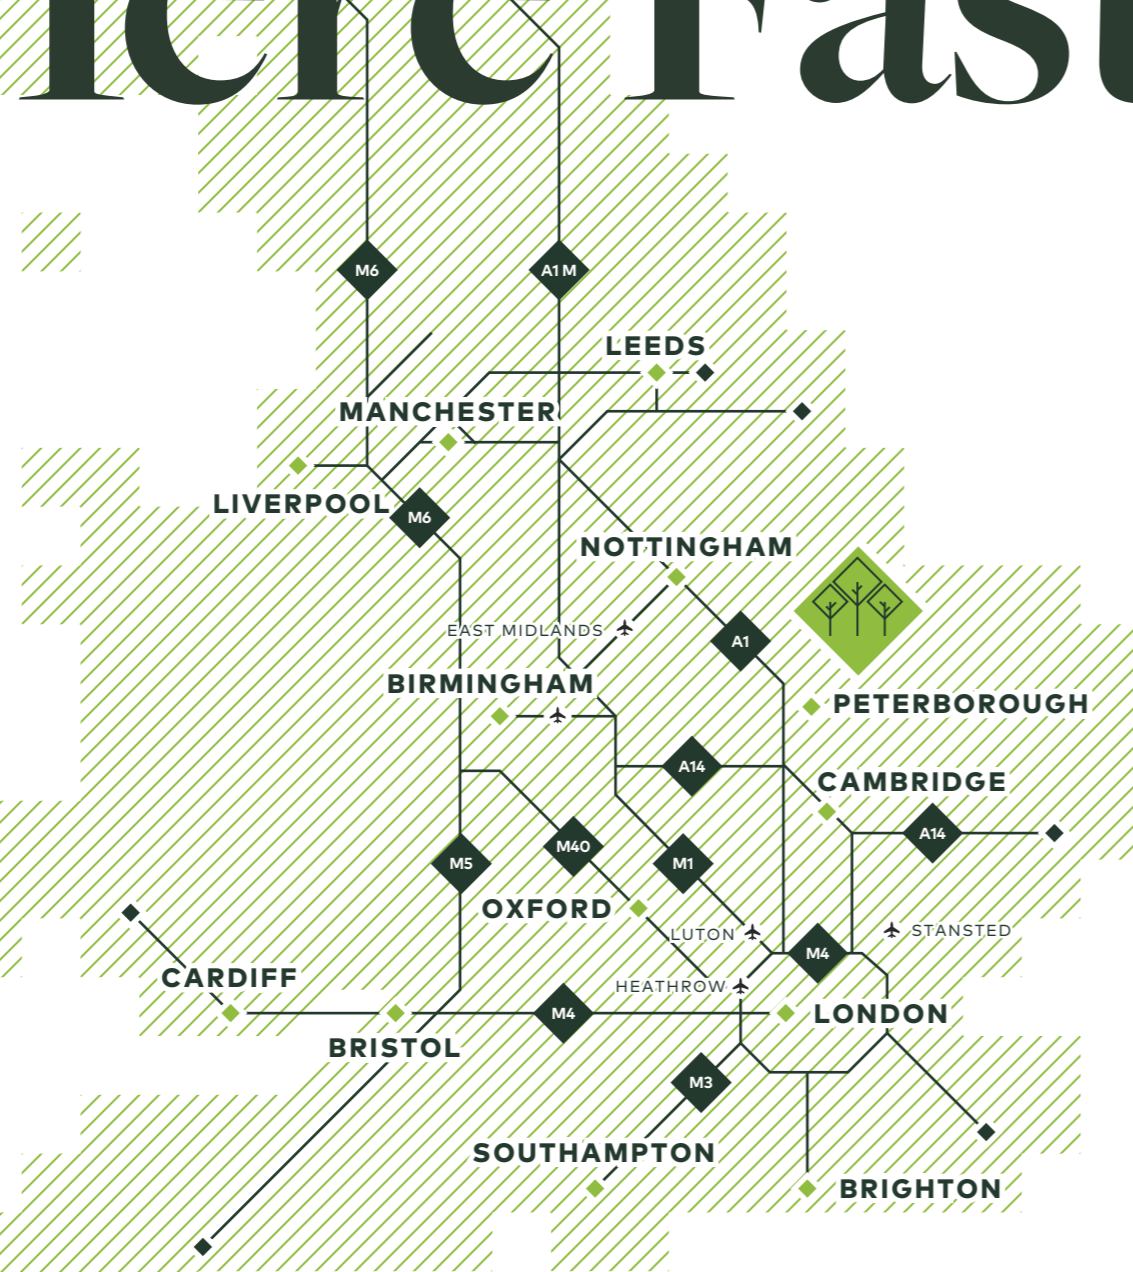 M6
A1 M
LEEDS
MANCHESTER
LIVERPOOL
M6
NOTTINGHAM
EAST MIDLANDS
A1
BIRMINGHAM
PETERBOROUGH
A14
CAMBRIDGE
A14
M40
M5
M1
OXFORD
LUTON
STANSTED
M4
CARDIFF
HEATHROW
M4
LONDON
BRISTOL
M3
SOUTHAMPTON
BRIGHTON